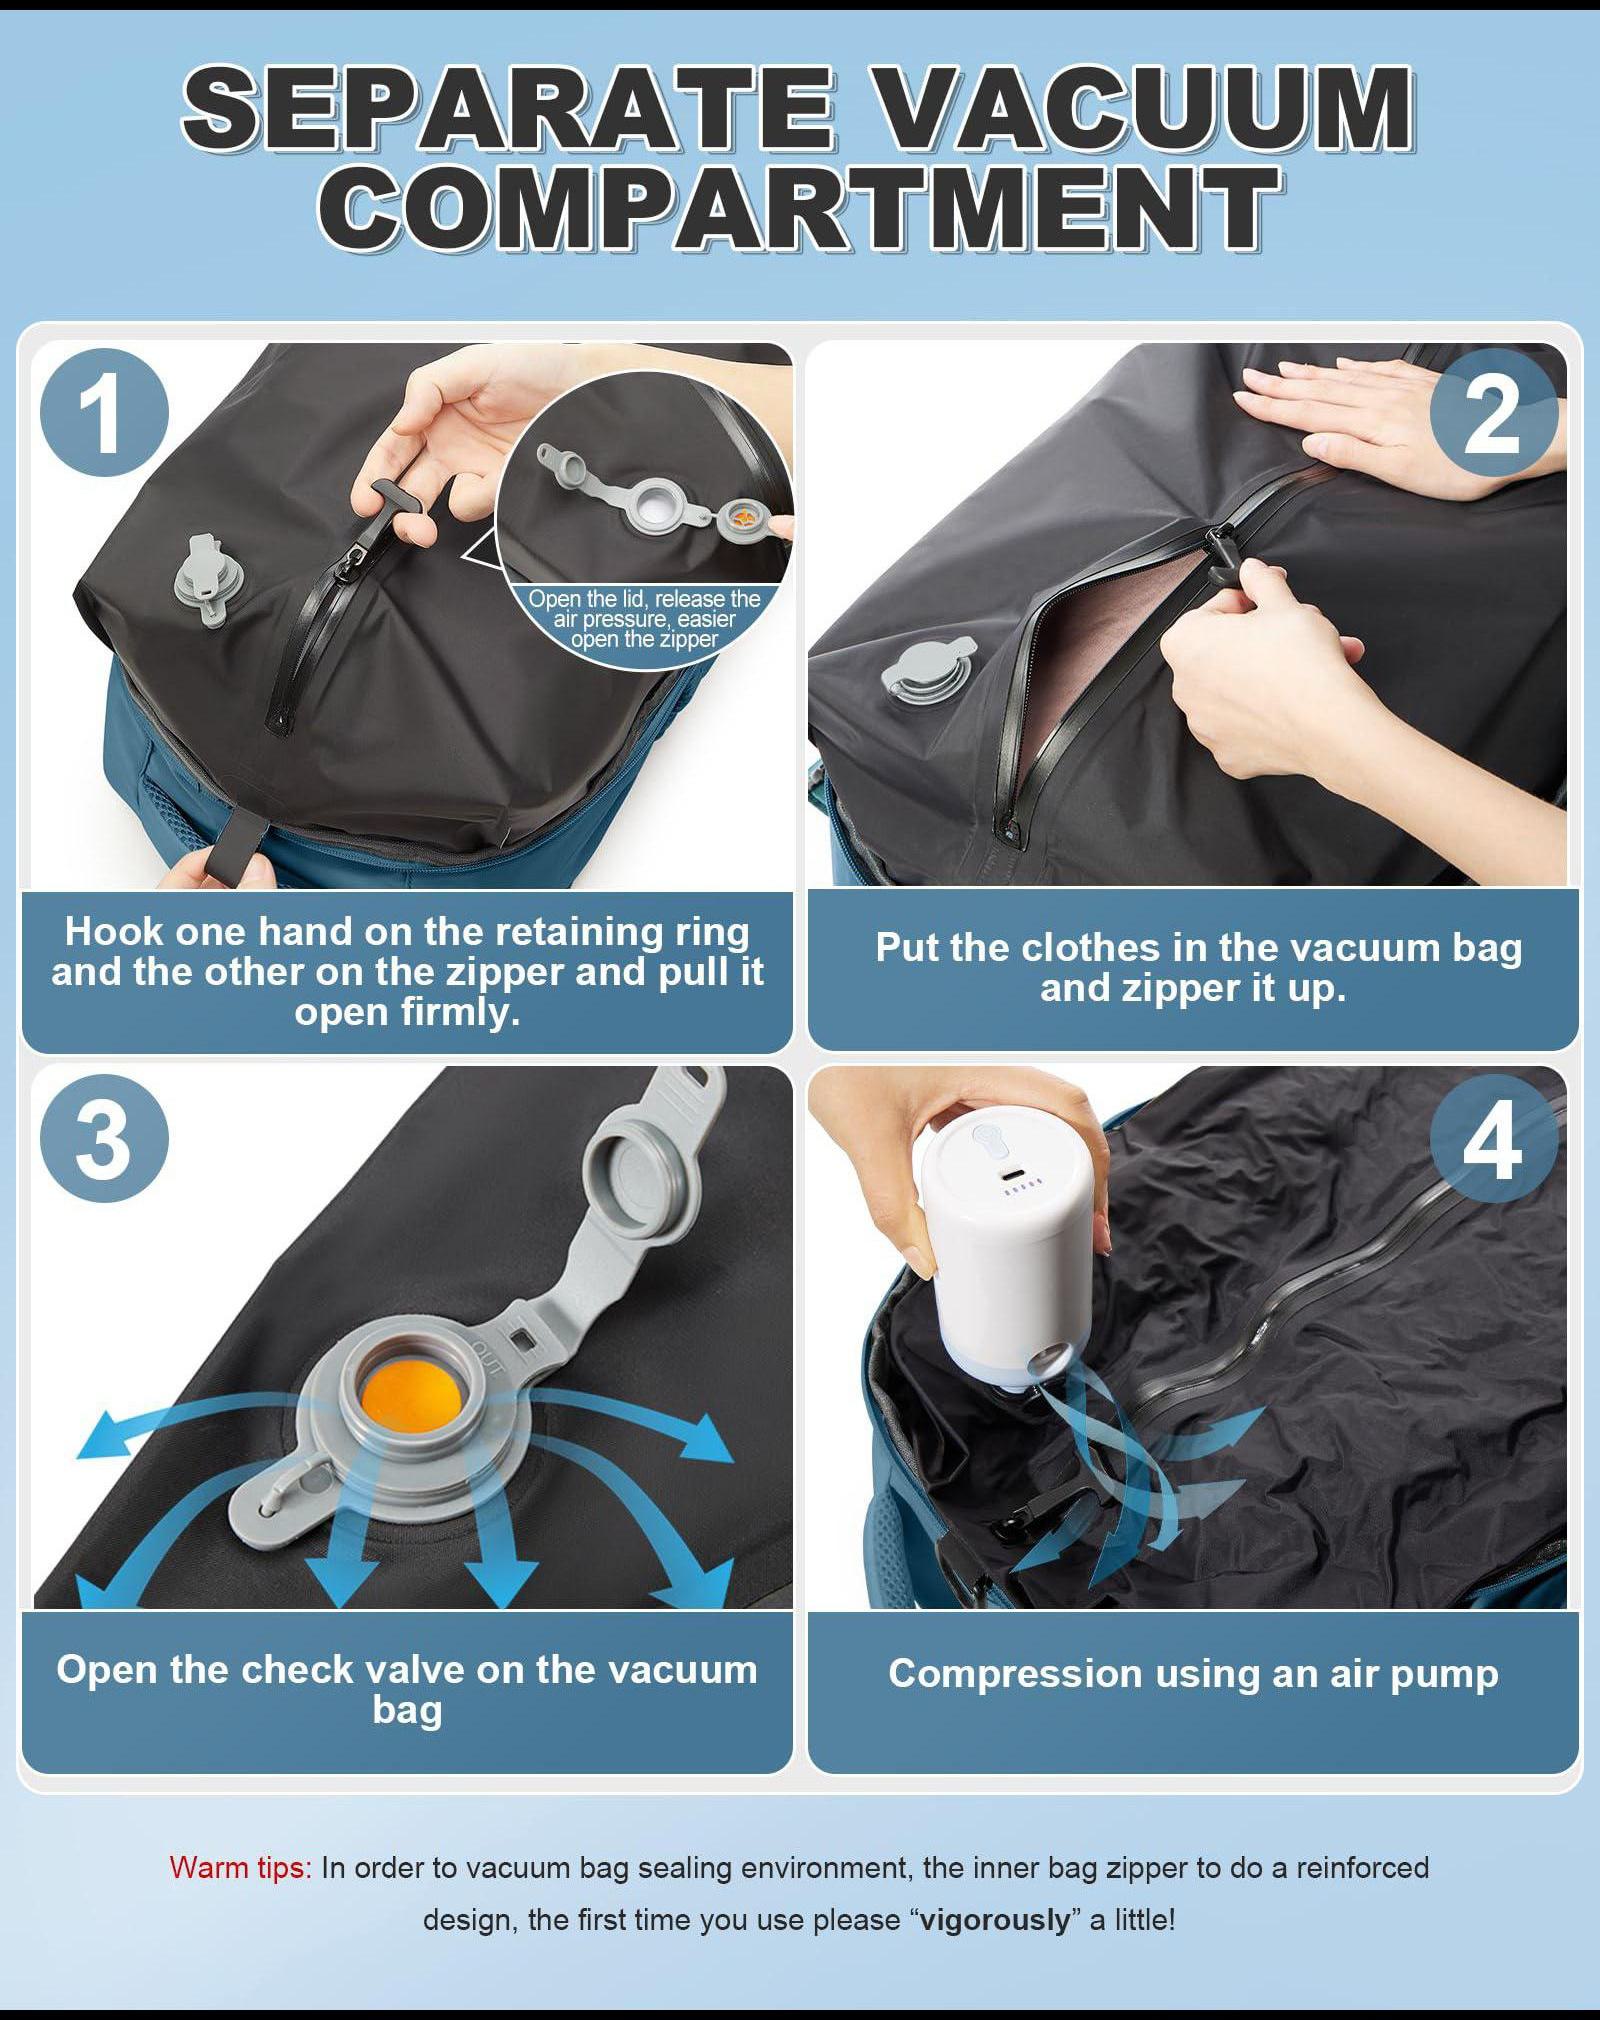 SEPARATE VACUUM
COMPARTMENT
1
Open the lid, release the
air pressure, easier
open the zipper
Hook one hand on the retaining ring
and the other on the zipper and pull it
open firmly.
2
Put the clothes in the vacuum bag
and zipper it up.
3
OUT
Open the check valve on the vacuum
bag
4
Compression using an air pump
Warm tips: In order to vacuum bag sealing environment, the inner bag zipper to do a reinforced
design, the first time you use please “vigorously” a little!